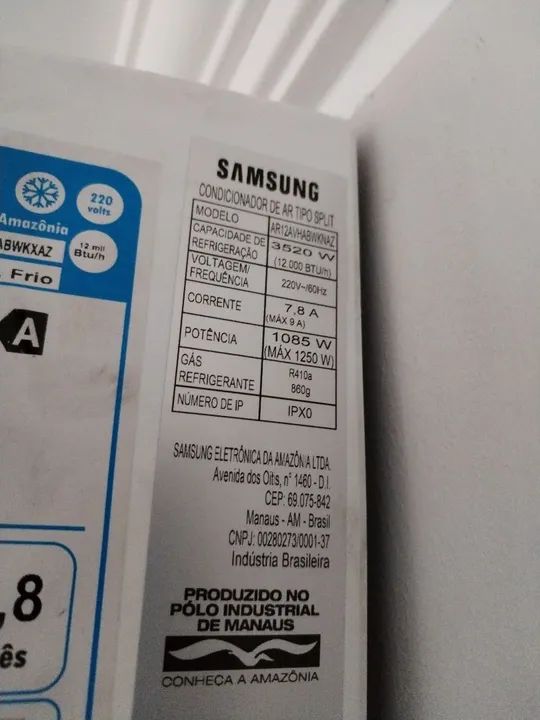 220
volts
Amazônia
ABWKXAZ
12 mil
Btu/h
Frio
A
,8
ês
SAMSUNG
CONDICIONADOR DE AR TIPO SPLIT
MODELO AR12AVHABWKNAZ
CAPACIDADE DE REFRIGERAÇÃO 3520 W (12.000 BTU/h)
VOLTAGEM/ FREQUÊNCIA 220V~/60Hz
CORRENTE 7,8 A (MÁX 9 A)
POTÊNCIA 1085 W (MÁX 1250 W)
GÁS REFRIGERANTE R410a 860g
NÚMERO DE IP IPX0
SAMSUNG ELETRÔNICA DA AMAZÔNIA LTDA.
Avenida dos Oitis, n° 1460 - D.I.
CEP: 69.075-842
Manaus - AM - Brasil
CNPJ: 00280273/0001-37
Indústria Brasileira
PRODUZIDO NO
PÓLO INDUSTRIAL
DE MANAUS
CONHEÇA A AMAZÔNIA